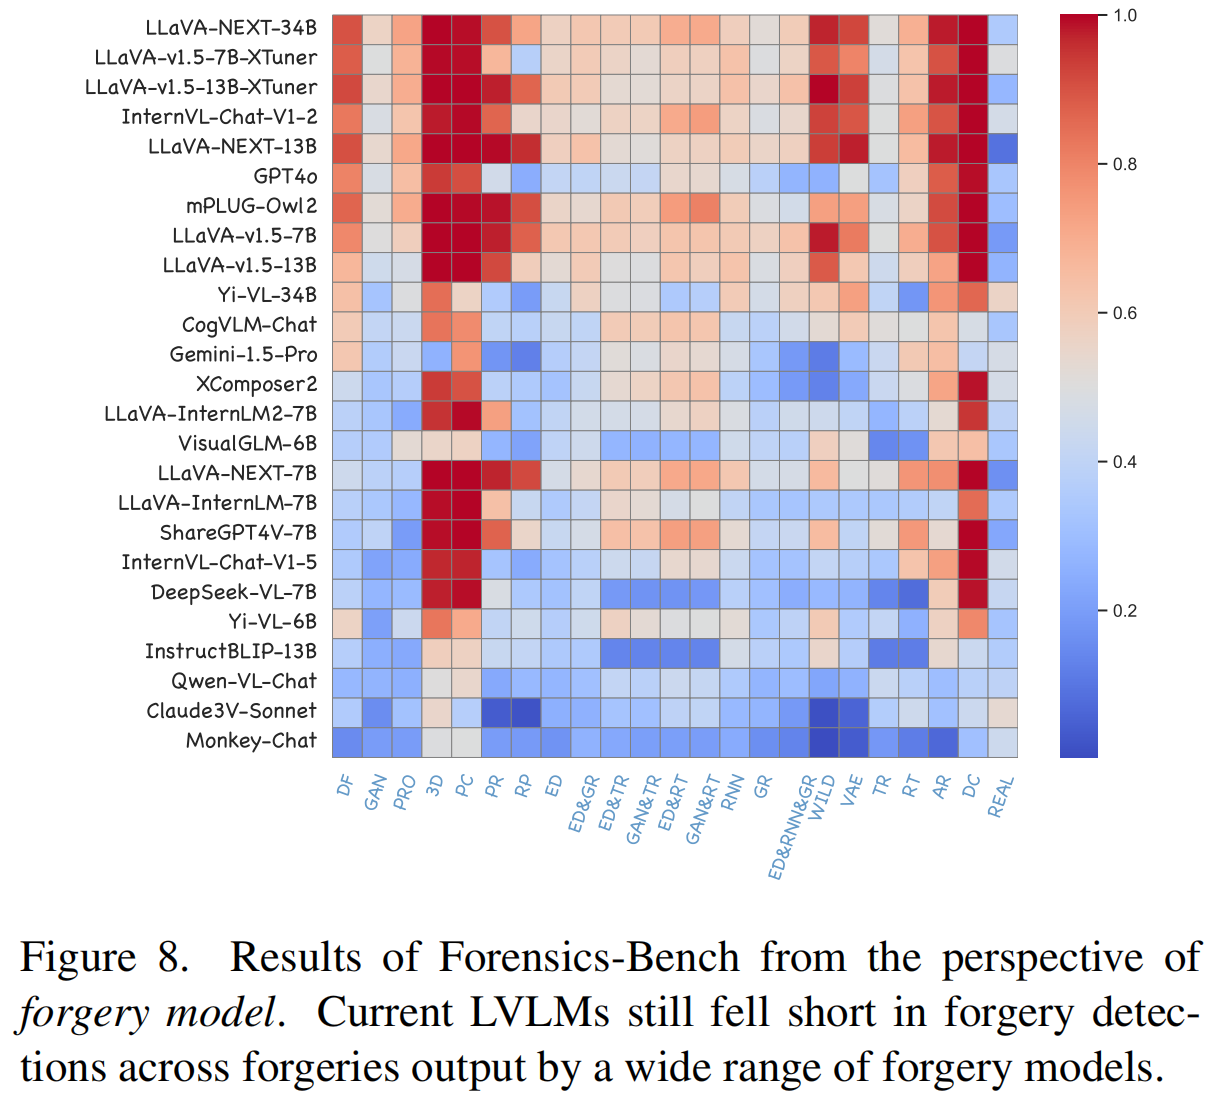 LLaVA-NEXT-34B
LLaVA-v1.5-7B-XTuner
LLaVA-v1.5-13B-XTuner
InternVL-Chat-V1-2
LLaVA-NEXT-13B
GPT4o
mPLUG-Owl2
LLaVA-v1.5-7B
LLaVA-v1.5-13B
Yi-VL-34B
CogVLM-Chat
Gemini-1.5-Pro
XComposer2
LLaVA-InternLM2-7B
VisualGLM-6B
LLaVA-NEXT-7B
LLaVA-InternLM-7B
ShareGPT4V-7B
InternVL-Chat-V1-5
DeepSeek-VL-7B
Yi-VL-6B
InstructBLIP-13B
Qwen-VL-Chat
Claude3V-Sonnet
Monkey-Chat
DF
GAN
PRO
3D
PC
PR
RP
ED
ED&GR
ED&TR
GAN&TR
ED&RT
GAN&RT
RNN
GR
ED&RNN&GR
WILD
VAE
TR
RT
AR
DC
REAL
1.0
0.8
0.6
0.4
0.2
Figure 8. Results of Forensics-Bench from the perspective of
forgery model. Current LVLMs still fell short in forgery detec-
tions across forgeries output by a wide range of forgery models.